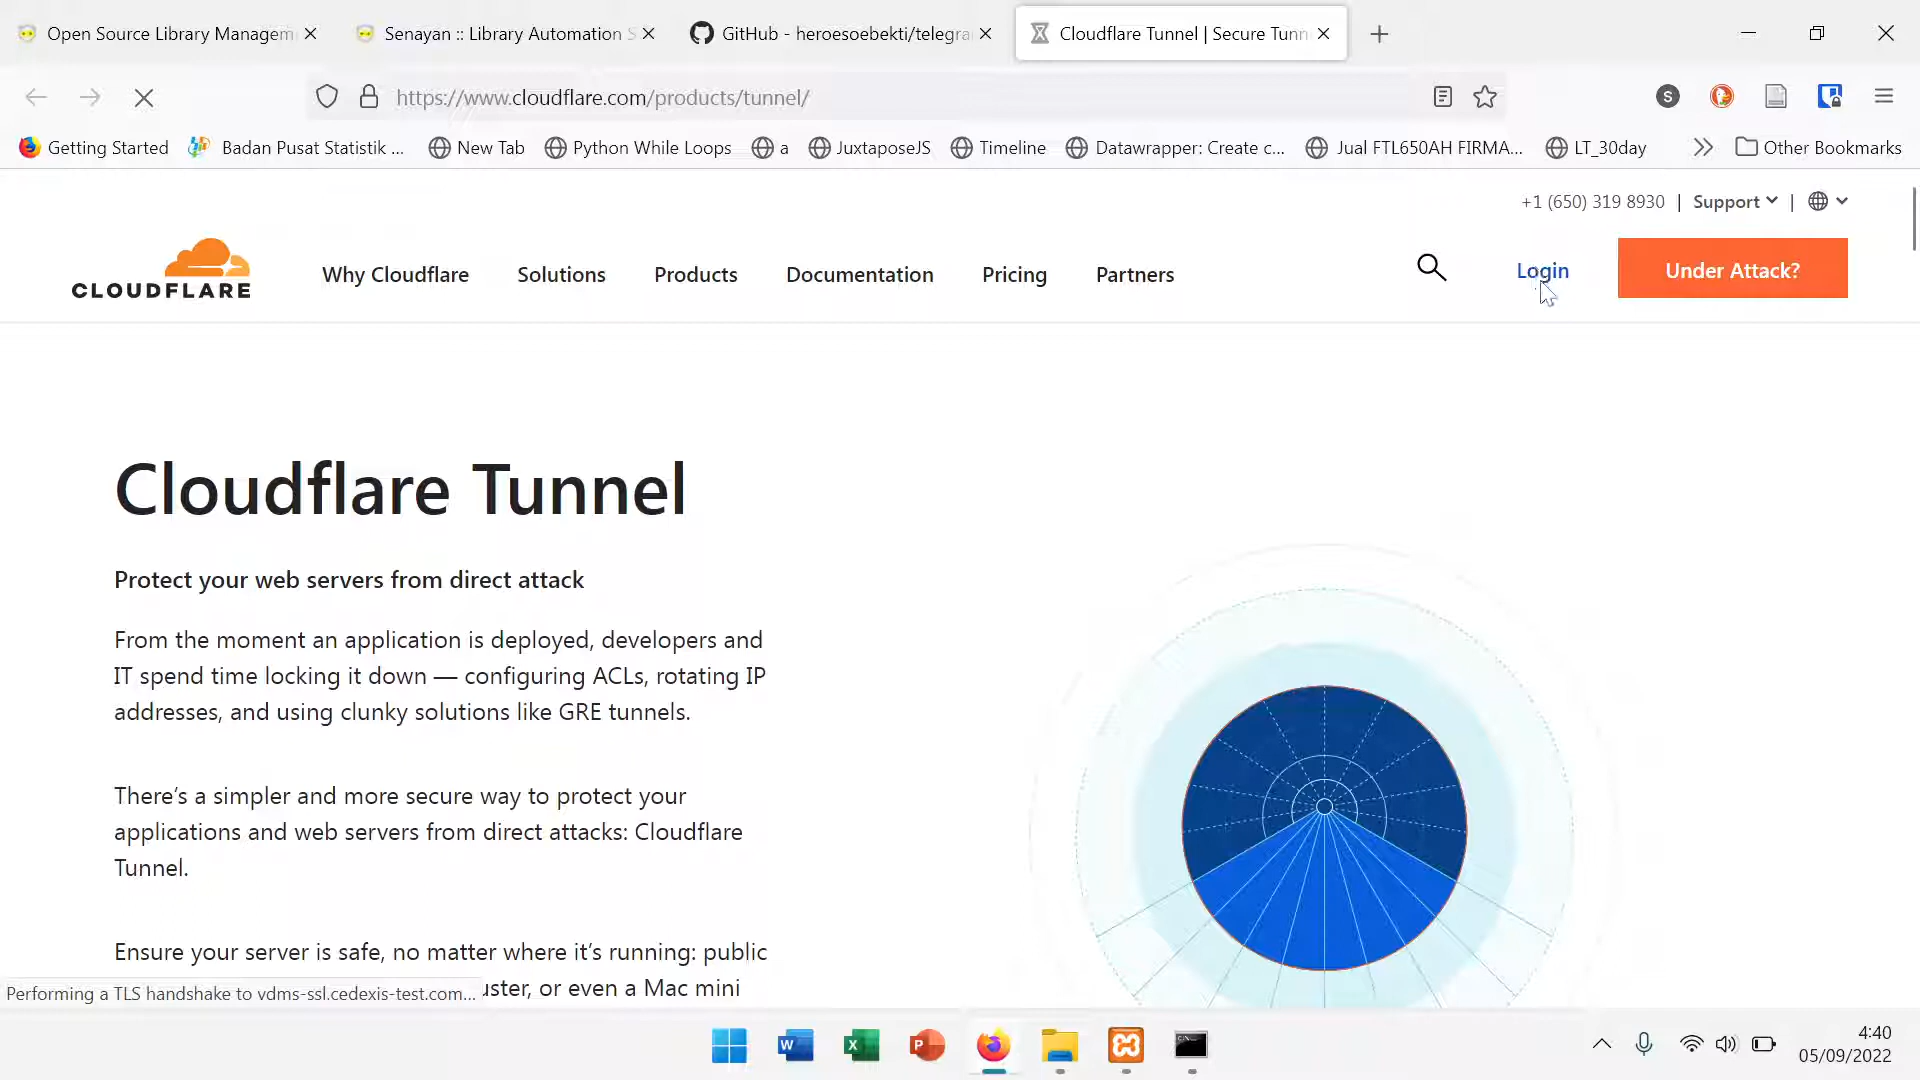 Open Source Library Managem
Senayan :: Library Automation S
GitHub - heroesoebekti/telegra
Cloudflare Tunnel | Secure Tunn
https://www.cloudflare.com/products/tunnel/
S
Getting Started
Badan Pusat Statistik ...
New Tab
Python While Loops
a
JuxtaposeJS
Timeline
Datawrapper: Create c...
Jual FTL650AH FIRMA...
LT_30day
Other Bookmarks
+1 (650) 319 8930 | Support |
CLOUDFLARE
Why Cloudflare
Solutions
Products
Documentation
Pricing
Partners
Login
Under Attack?
Cloudflare Tunnel
Protect your web servers from direct attack
From the moment an application is deployed, developers and
IT spend time locking it down — configuring ACLs, rotating IP
addresses, and using clunky solutions like GRE tunnels.
There’s a simpler and more secure way to protect your
applications and web servers from direct attacks: Cloudflare
Tunnel.
Ensure your server is safe, no matter where it’s running: public
uster, or even a Mac mini
Performing a TLS handshake to vdms-ssl.cedexis-test.com...
W
X
P
4:40
05/09/2022